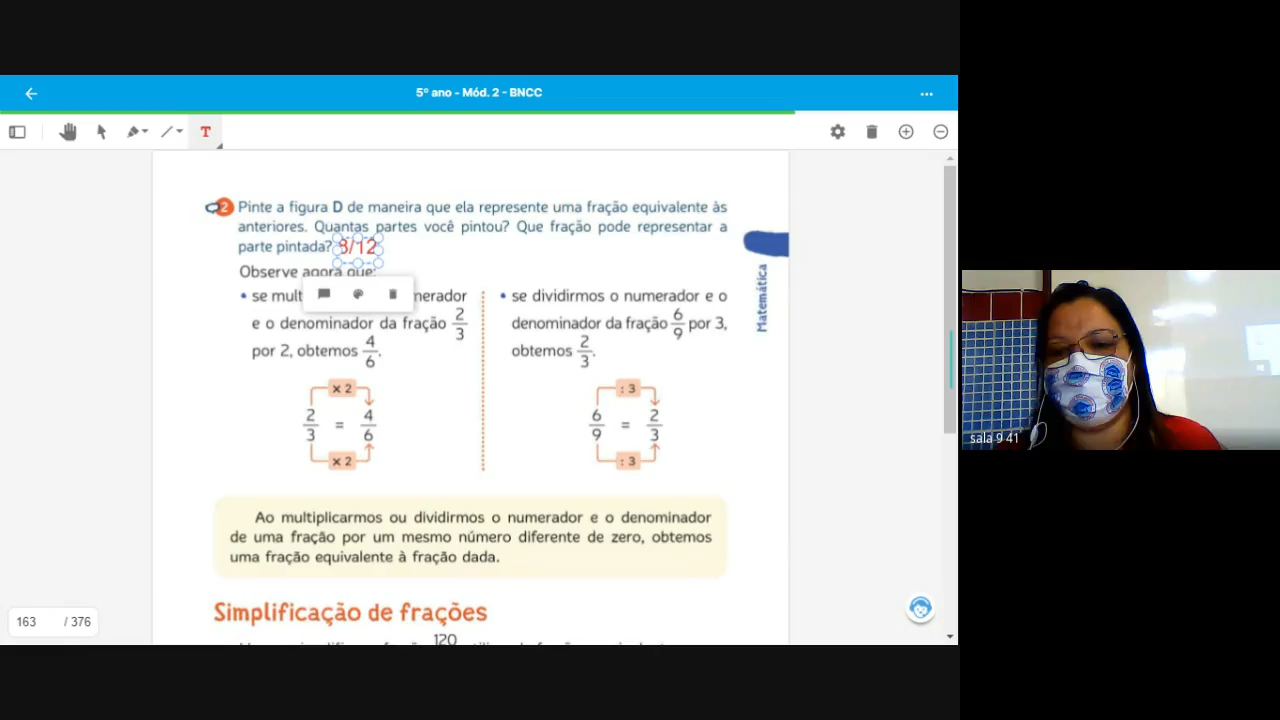 5º ano - Mód. 2 - BNCC
T
2 Pinte a figura D de maneira que ela represente uma fração equivalente às
anteriores. Quantas partes você pintou? Que fração pode representar a
parte pintada? 8/12
Observe agora que:
• se mult nerador
e o denominador da fração 2/3
por 2, obtemos 4/6.
× 2
2/3 = 4/6
× 2
• se dividirmos o numerador e o
denominador da fração 6/9 por 3,
obtemos 2/3.
: 3
6/9 = 2/3
: 3
Matemática
Ao multiplicarmos ou dividirmos o numerador e o denominador
de uma fração por um mesmo número diferente de zero, obtemos
uma fração equivalente à fração dada.
Simplificação de frações
120
163 / 376
sala 9 41